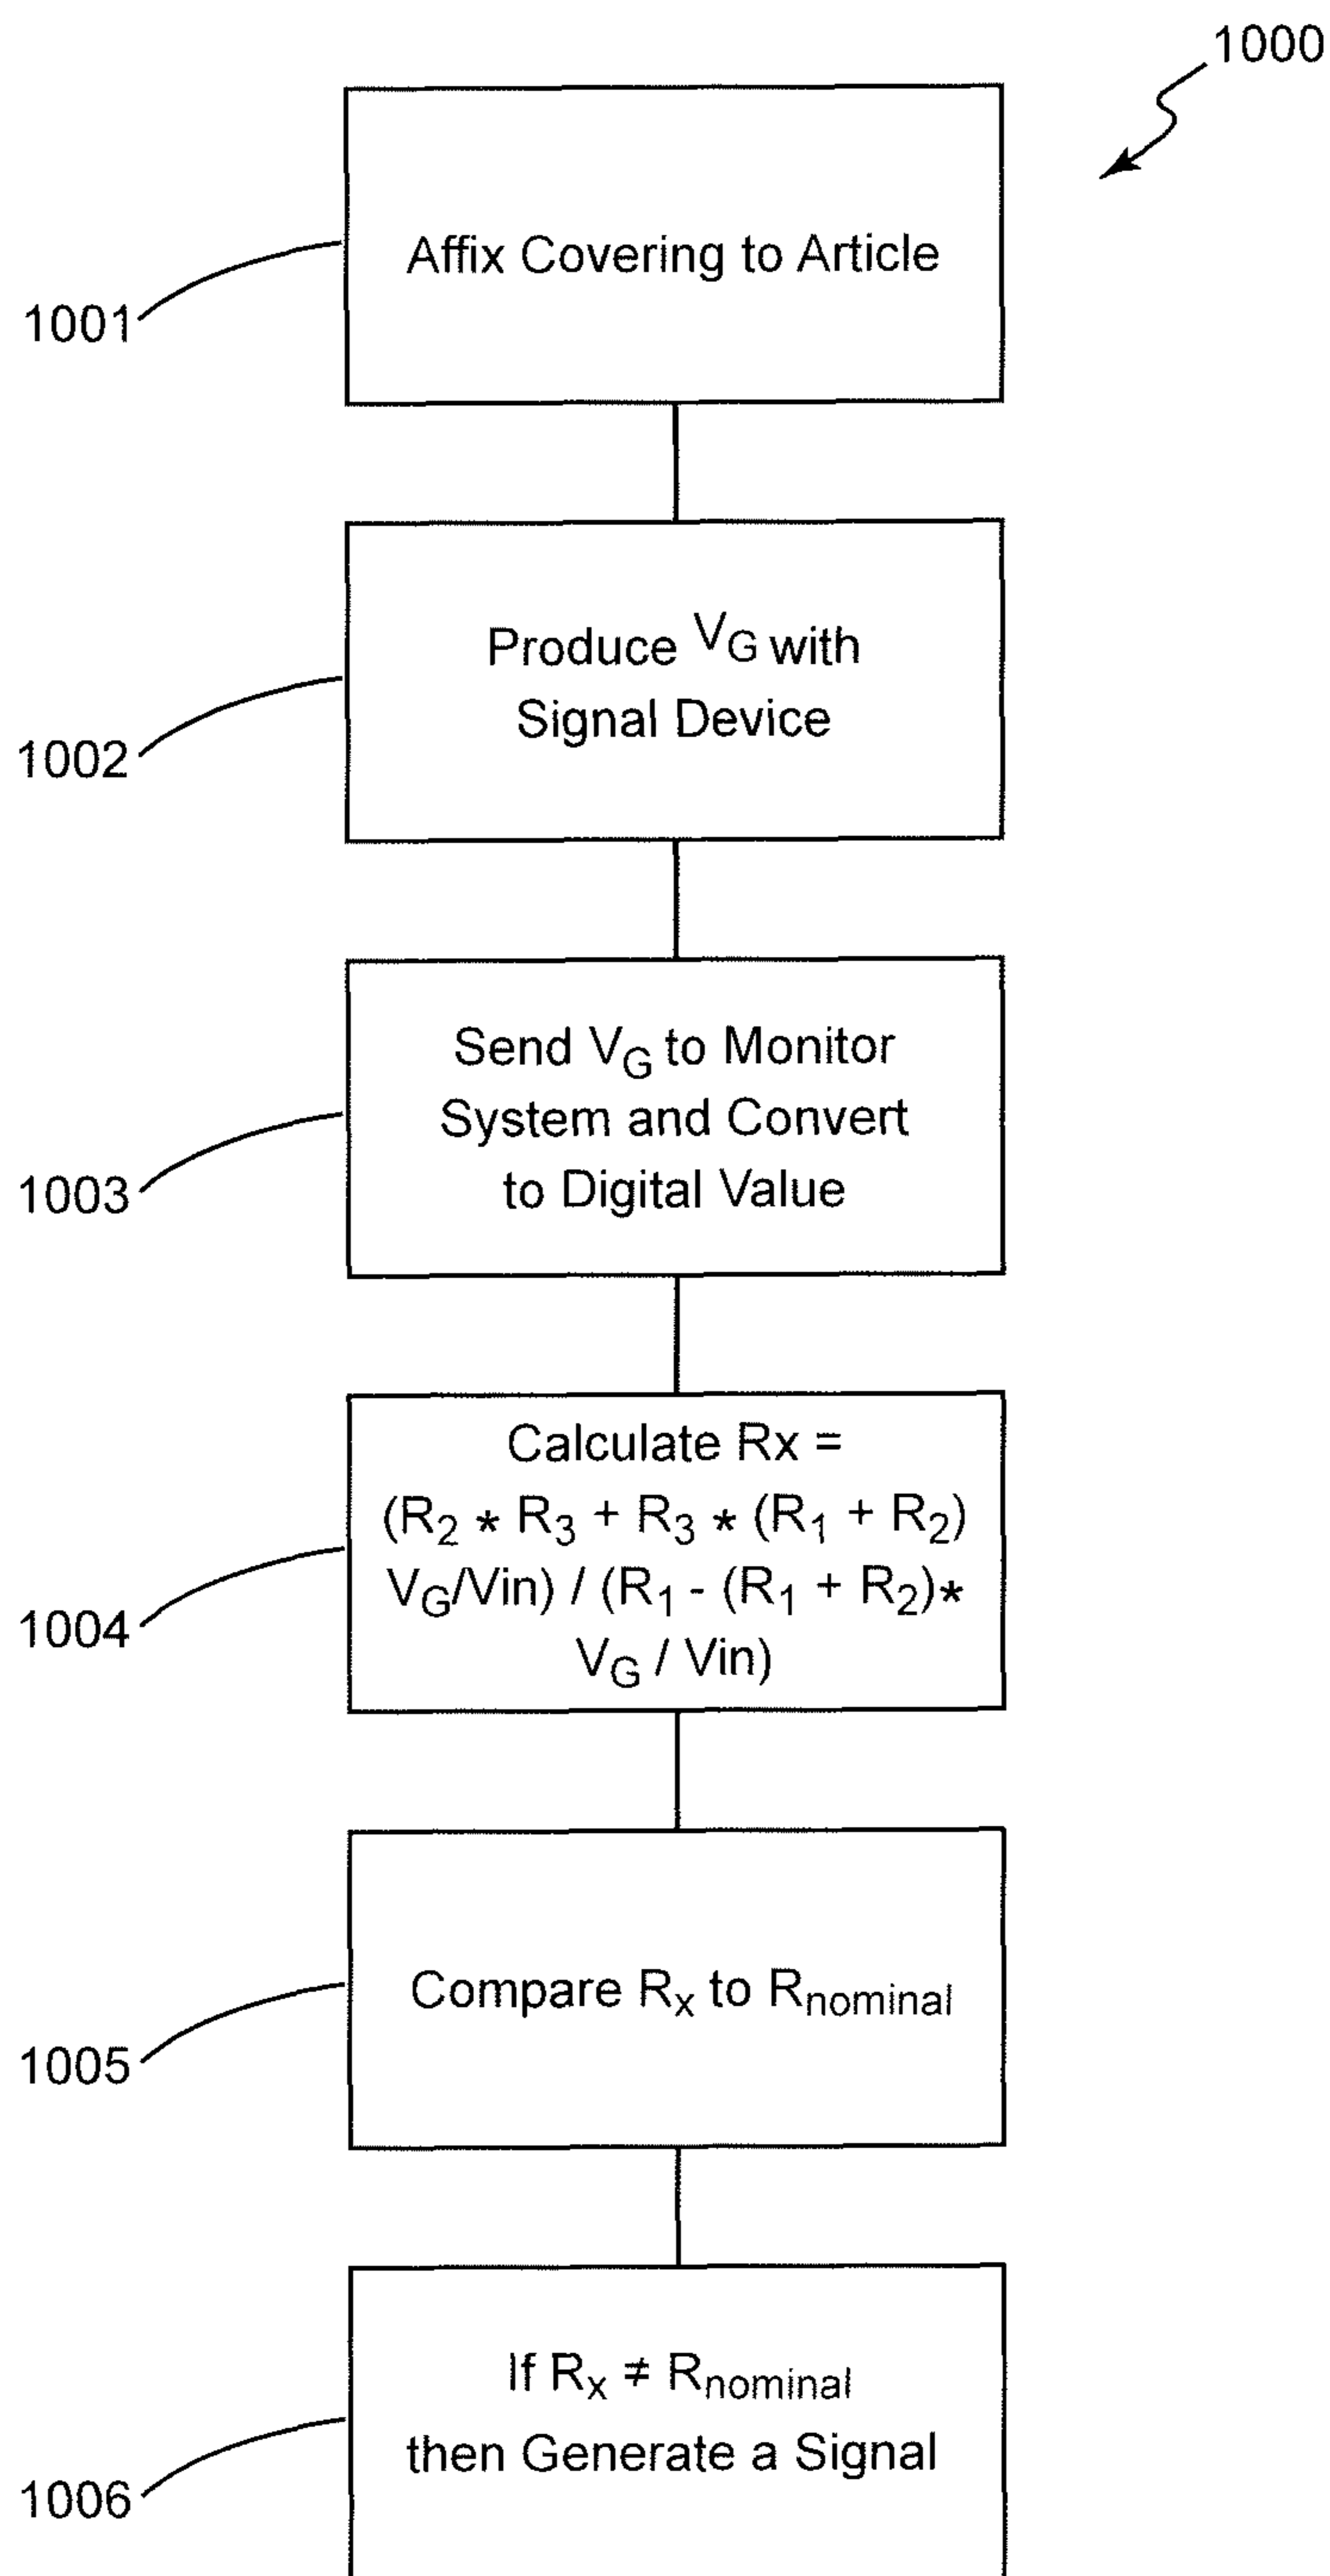 1000
Affix Covering to Article
1001
Produce VG with
Signal Device
1002
Send VG to Monitor
System and Convert
to Digital Value
1003
Calculate Rx =
(R2 * R3 + R3 * (R1 + R2)
VG/Vin) / (R1 - (R1 + R2)*
VG / Vin)
1004
Compare Rx to Rnominal
1005
If Rx ≠ Rnominal
then Generate a Signal
1006